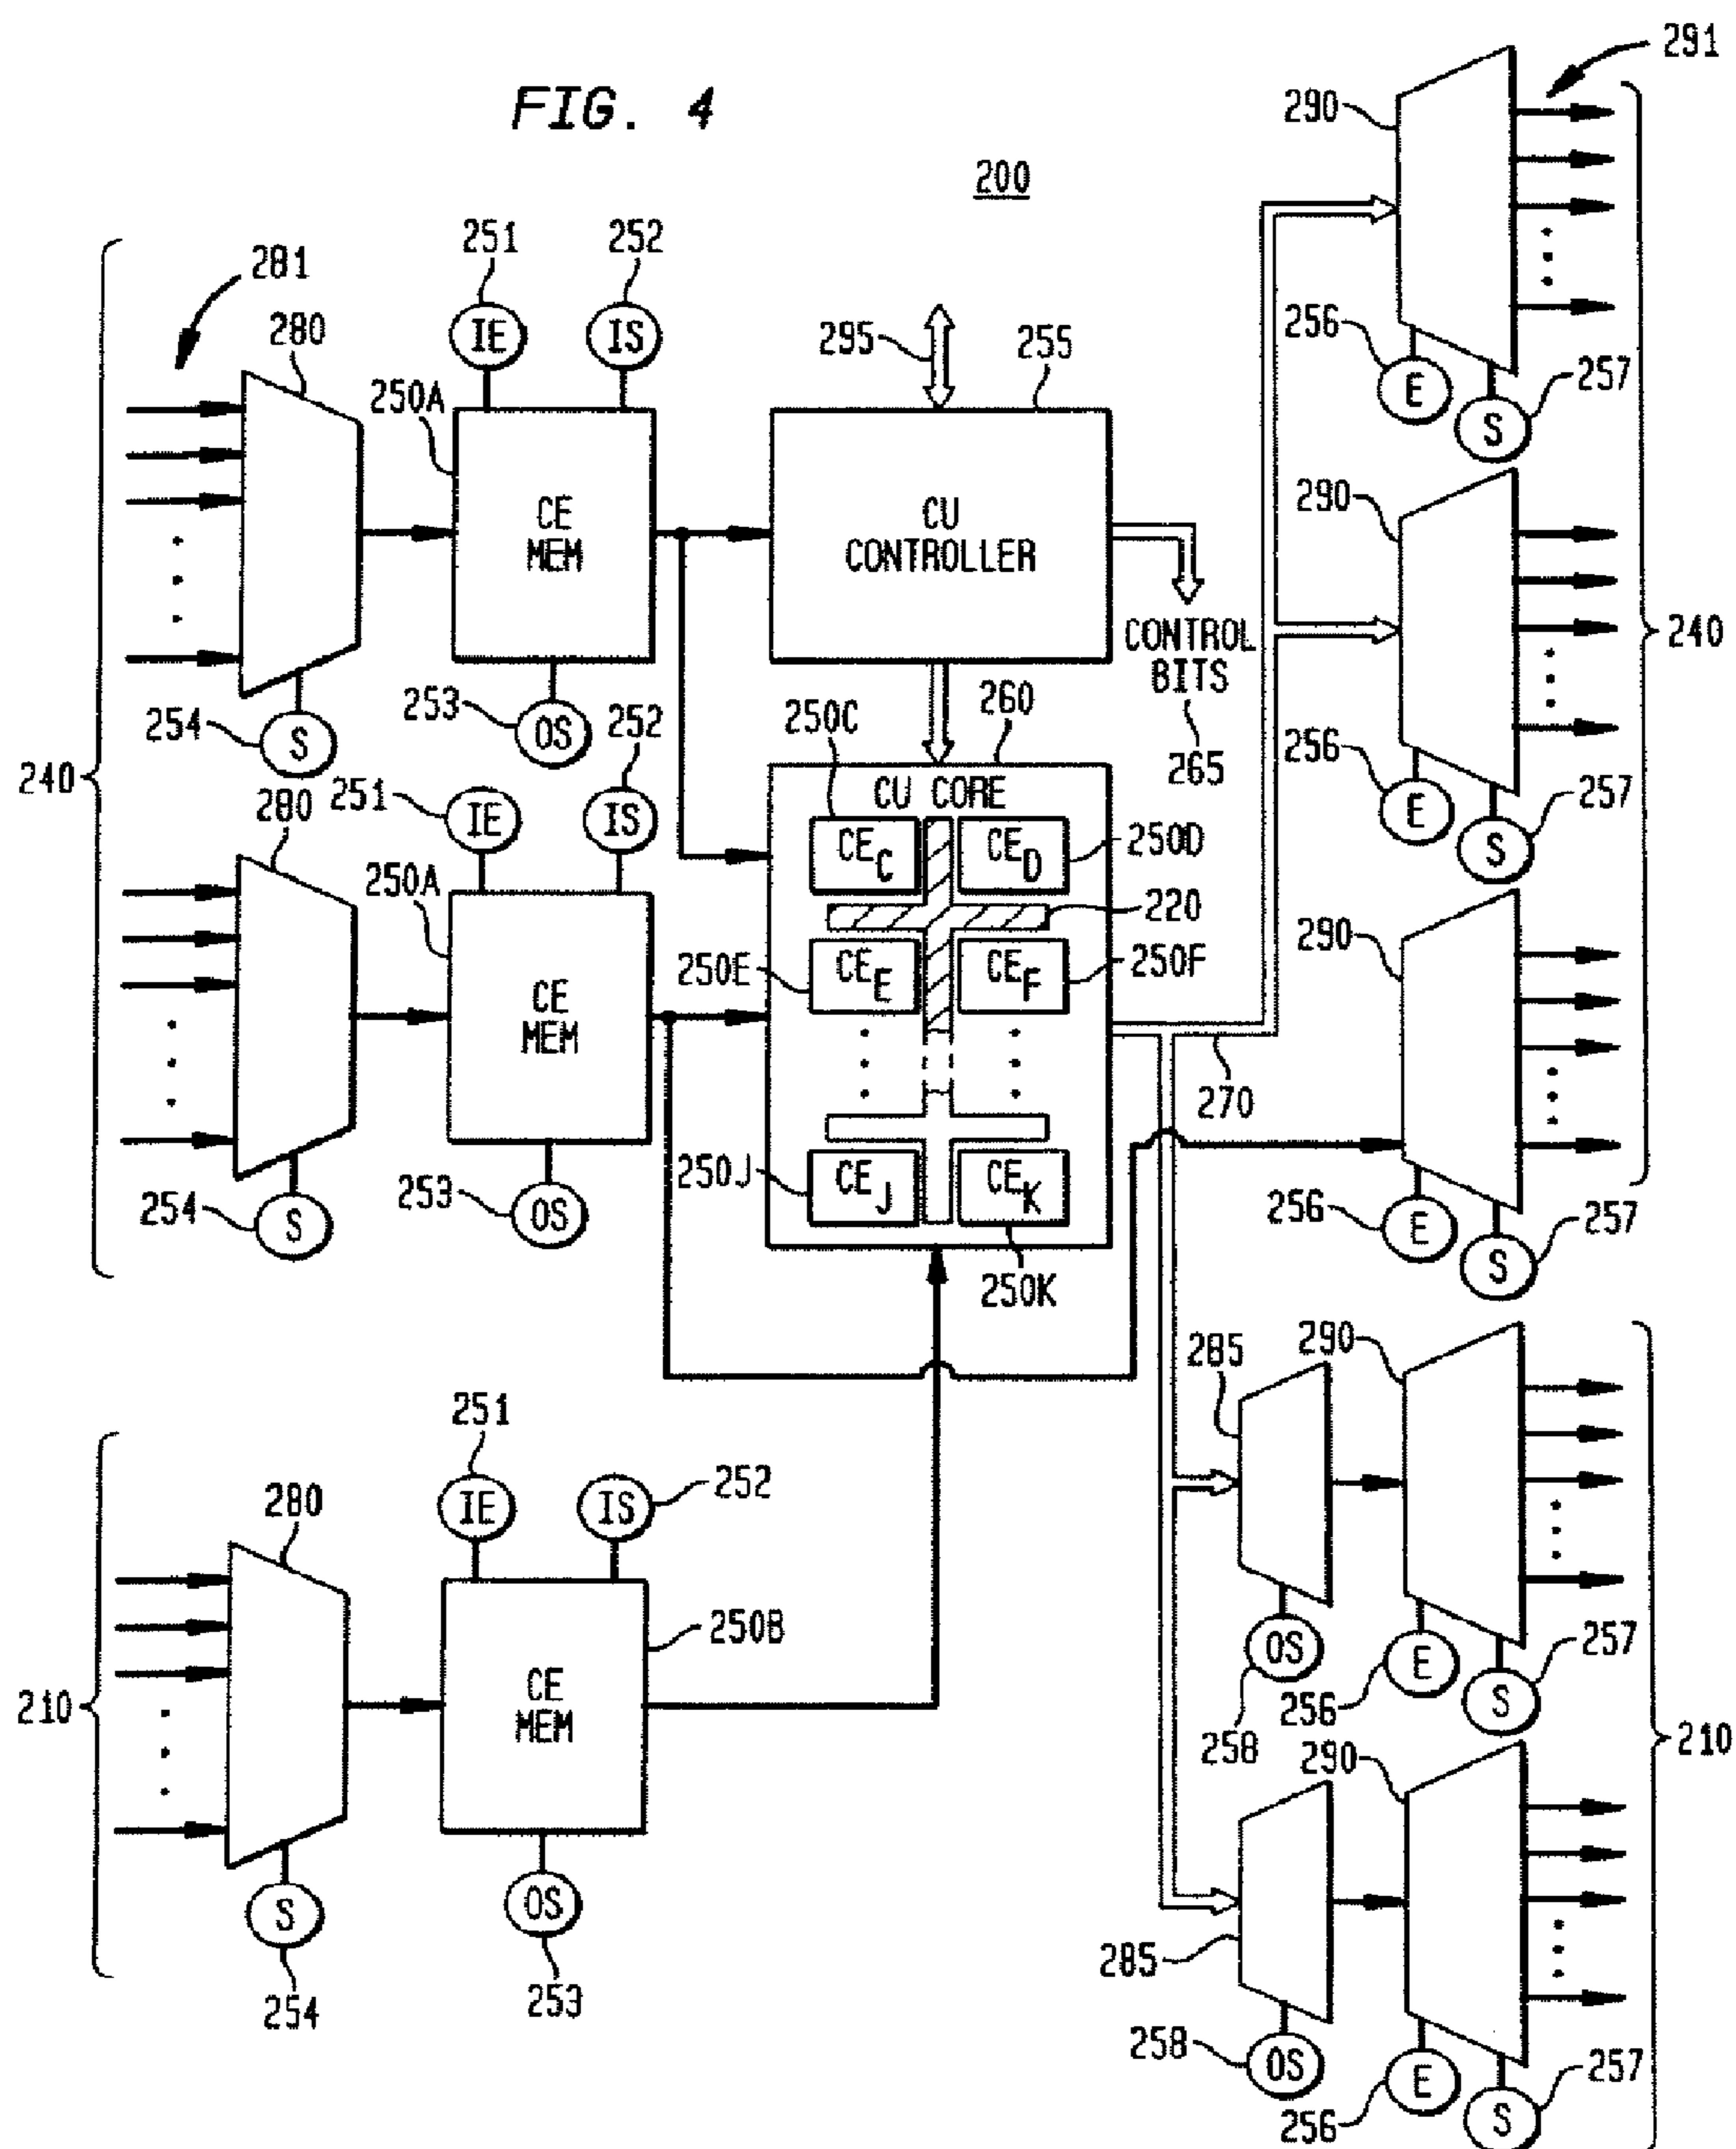 FIG. 4
200
291
290
240
256
E
S
257
290
256
E
S
257
290
256
E
S
257
240
281
280
250A
251
IE
252
IS
CE
MEM
253
OS
254
S
295
255
CU
CONTROLLER
CONTROL
BITS
265
240
280
251
IE
252
IS
250A
CE
MEM
253
OS
254
S
250C
260
CU CORE
CE C
CE D
250D
220
250E
CE E
CE F
250F
250J
CE J
CE K
250K
270
210
280
251
IE
252
IS
250B
CE
MEM
OS
253
S
254
285
290
OS
258
256
E
S
257
210
285
290
258
OS
256
E
S
257